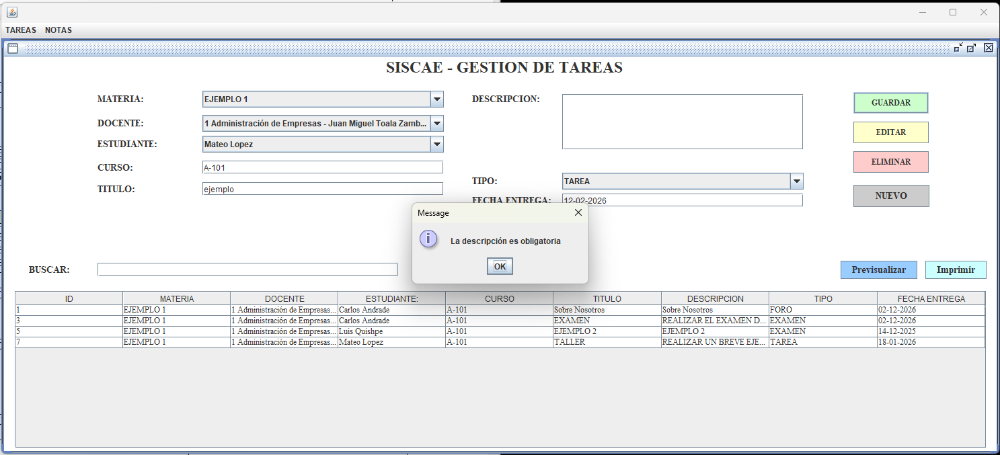 TAREAS NOTAS
SISCAE - GESTION DE TAREAS
MATERIA: EJEMPLO 1 DESCRIPCION: GUARDAR
DOCENTE: 1 Administración de Empresas - Juan Miguel Toala Zamb... EDITAR
ESTUDIANTE: Mateo Lopez
CURSO: A-101 ELIMINAR
TITULO: ejemplo TIPO: TAREA
FECHA ENTREGA: 12-02-2026 NUEVO
Message
La descripción es obligatoria
OK
BUSCAR: Previsualizar Imprimir
ID MATERIA DOCENTE ESTUDIANTE: CURSO TITULO DESCRIPCION TIPO FECHA ENTREGA
1 EJEMPLO 1 1 Administración de Empresas... Carlos Andrade A-101 Sobre Nosotros Sobre Nosotros FORO 02-12-2026
3 EJEMPLO 1 1 Administración de Empresas... Carlos Andrade A-101 EXAMEN REALIZAR EL EXAMEN D... EXAMEN 02-12-2026
5 EJEMPLO 1 1 Administración de Empresas... Luis Quishpe A-101 EJEMPLO 2 EJEMPLO 2 EXAMEN 14-12-2025
7 EJEMPLO 1 1 Administración de Empresas... Mateo Lopez A-101 TALLER REALIZAR UN BREVE EJE... TAREA 18-01-2026